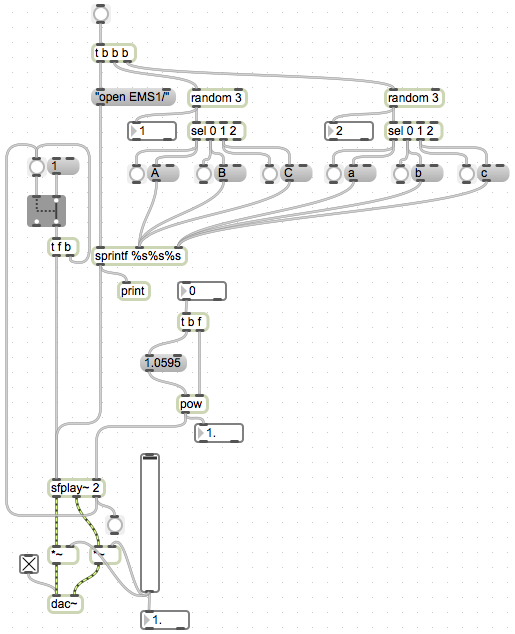 t b b b
"open EMS1/"
random 3
random 3
1
2
sel 0 1 2
sel 0 1 2
1
A
B
C
a
b
c
t f b
sprintf %s%s%s
print
0
t b f
1.0595
pow
1.
sfplay~ 2
*~
*~
dac~
1.